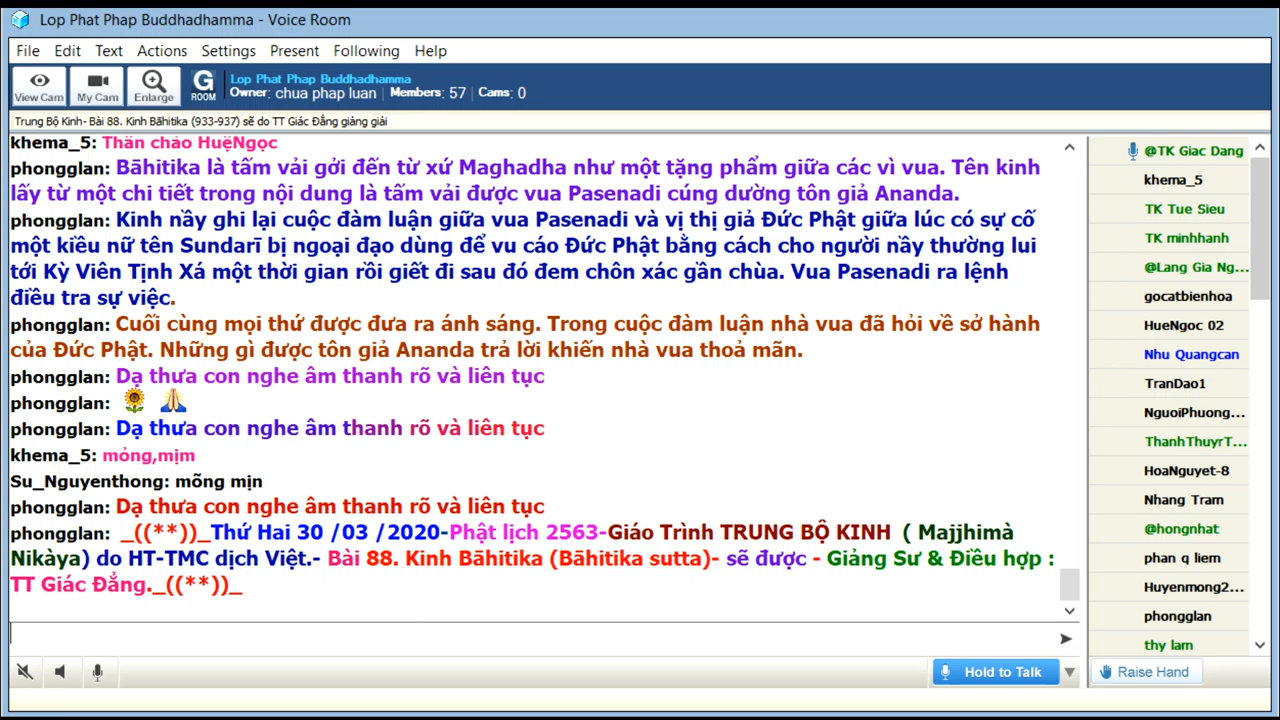 Lop Phat Phap Buddhadhamma - Voice Room
File Edit Text Actions Settings Present Following Help
View Cam My Cam Enlarge G ROOM
Lop Phat Phap Buddhadhamma
Owner: chua phap luan | Members: 57 | Cams: 0
Trung Bộ Kinh- Bài 88. Kinh Bāhitika (933-937) sẽ do TT Giác Đẳng giảng giải
khema_5: Thân chào HuệNgọc
phongglan: Bāhitika là tấm vải gởi đến từ xứ Maghadha như một tặng phẩm giữa các vì vua. Tên kinh
lấy từ một chi tiết trong nội dung là tấm vải được vua Pasenadi cúng dường tôn giả Ananda.
phongglan: Kinh nầy ghi lại cuộc đàm luận giữa vua Pasenadi và vị thị giả Đức Phật giữa lúc có sự cố
một kiều nữ tên Sundarī bị ngoại đạo dùng để vu cáo Đức Phật bằng cách cho người nầy thường lui
tới Kỳ Viên Tịnh Xá một thời gian rồi giết đi sau đó đem chôn xác gần chùa. Vua Pasenadi ra lệnh
điều tra sự việc.
phongglan: Cuối cùng mọi thứ được đưa ra ánh sáng. Trong cuộc đàm luận nhà vua đã hỏi về sở hành
của Đức Phật. Những gì được tôn giả Ananda trả lời khiến nhà vua thoả mãn.
phongglan: Dạ thưa con nghe âm thanh rõ và liên tục
phongglan: 🌻 🙏
phongglan: Dạ thưa con nghe âm thanh rõ và liên tục
khema_5: mỏng,mịm
Su_Nguyenthong: mõng mịn
phongglan: Dạ thưa con nghe âm thanh rõ và liên tục
phongglan: _((**))_Thứ Hai 30 /03 /2020-Phật lịch 2563-Giáo Trình TRUNG BỘ KINH ( Majjhimà
Nikàya) do HT-TMC dịch Việt.- Bài 88. Kinh Bāhitika (Bāhitika sutta)- sẽ được - Giảng Sư & Điều hợp :
TT Giác Đẳng._((**))_
Hold to Talk
@TK Giac Dang
khema_5
TK Tue Sieu
TK minhhanh
@Lang Gia Ng...
gocatbienhoa
HueNgoc 02
Nhu Quangcan
TranDao1
NguoiPhuong...
ThanhThuyrT...
HoaNguyet-8
Nhang Tram
@hongnhat
phan q liem
Huyenmong2...
phongglan
thy lam
Raise Hand